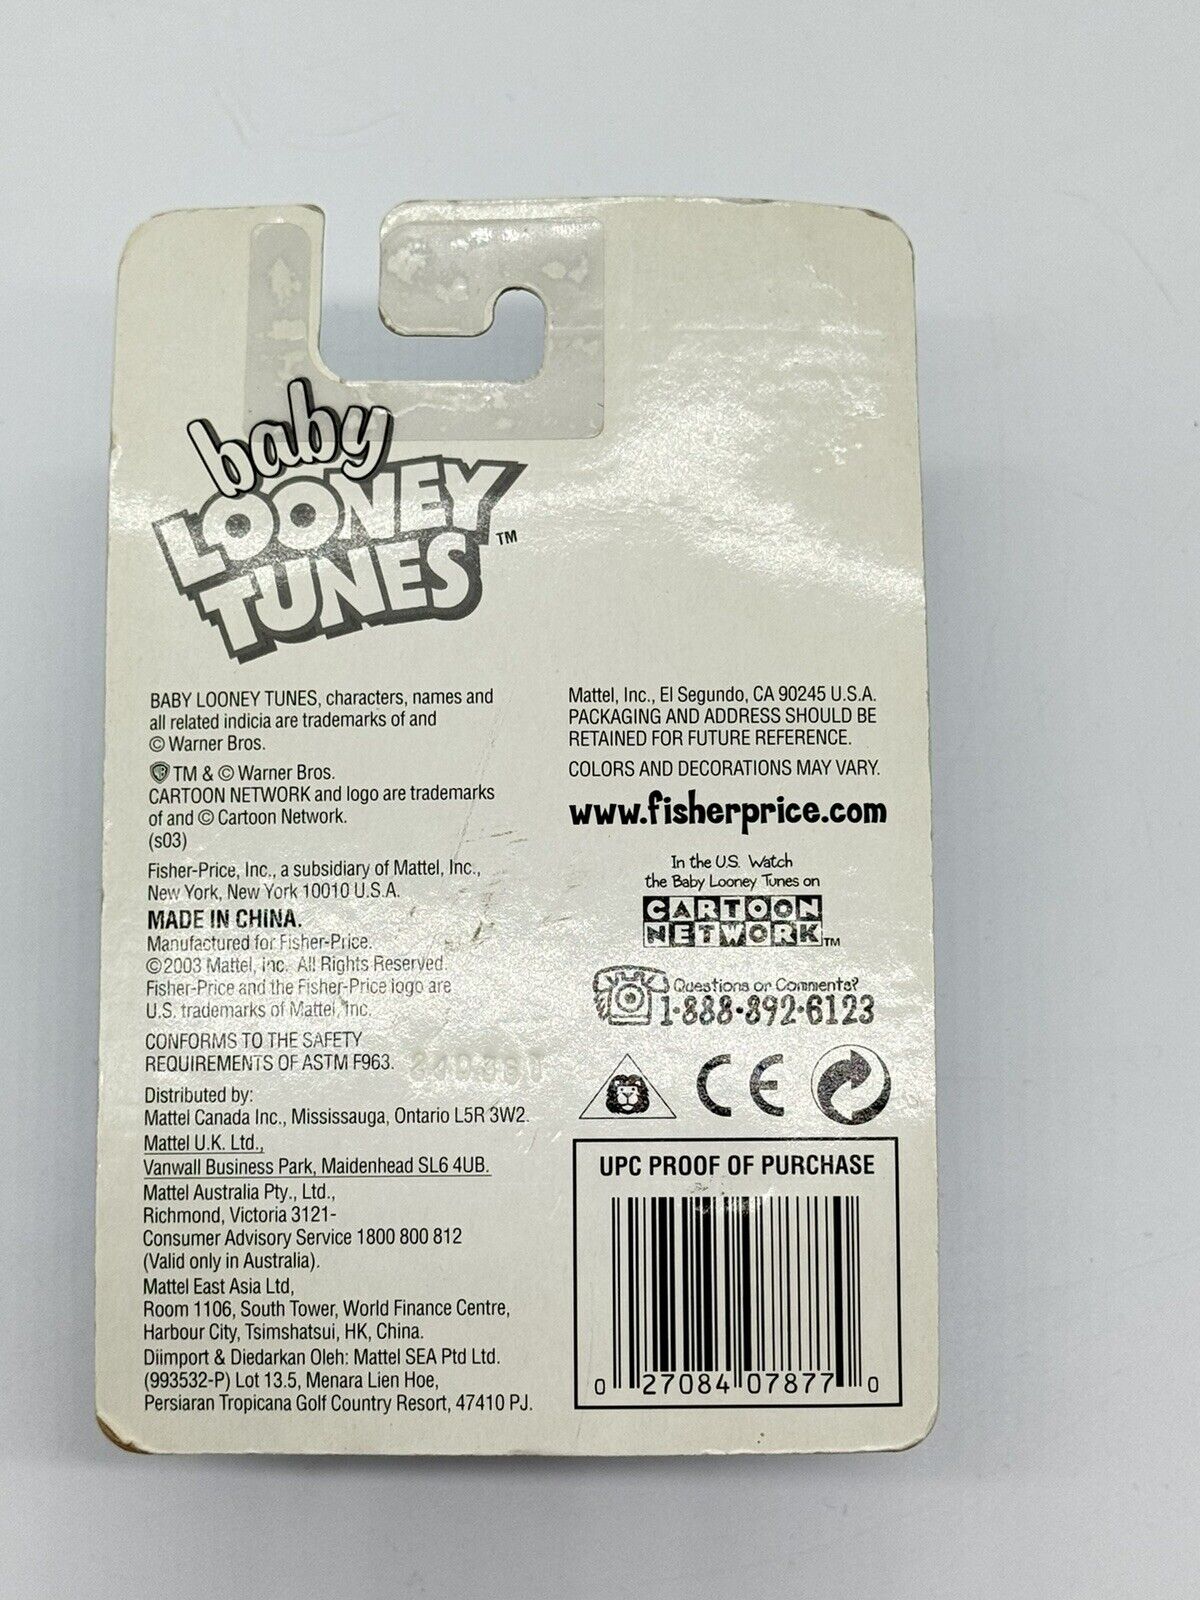 baby
LOONEY
TUNES™
BABY LOONEY TUNES, characters, names and
all related indicia are trademarks of and
© Warner Bros.
WB TM & © Warner Bros.
CARTOON NETWORK and logo are trademarks
of and © Cartoon Network.
(s03)
Fisher-Price, Inc., a subsidiary of Mattel, Inc.,
New York, New York 10010 U.S.A.
MADE IN CHINA.
Manufactured for Fisher-Price.
©2003 Mattel, Inc. All Rights Reserved.
Fisher-Price and the Fisher-Price logo are
U.S. trademarks of Mattel, Inc.
CONFORMS TO THE SAFETY
REQUIREMENTS OF ASTM F963.
Distributed by:
Mattel Canada Inc., Mississauga, Ontario L5R 3W2.
Mattel U.K. Ltd.,
Vanwall Business Park, Maidenhead SL6 4UB.
Mattel Australia Pty., Ltd.,
Richmond, Victoria 3121-
Consumer Advisory Service 1800 800 812
(Valid only in Australia).
Mattel East Asia Ltd,
Room 1106, South Tower, World Finance Centre,
Harbour City, Tsimshatsui, HK, China.
Diimport & Diedarkan Oleh: Mattel SEA Ptd Ltd.
(993532-P) Lot 13.5, Menara Lien Hoe,
Persiaran Tropicana Golf Country Resort, 47410 PJ.
Mattel, Inc., El Segundo, CA 90245 U.S.A.
PACKAGING AND ADDRESS SHOULD BE
RETAINED FOR FUTURE REFERENCE.
COLORS AND DECORATIONS MAY VARY.
www.fisherprice.com
In the U.S. Watch
the Baby Looney Tunes on
CARTOON
NETWORK™
Questions or Comments?
1•888•892•6123
CE
UPC PROOF OF PURCHASE
0 27084 07877 0